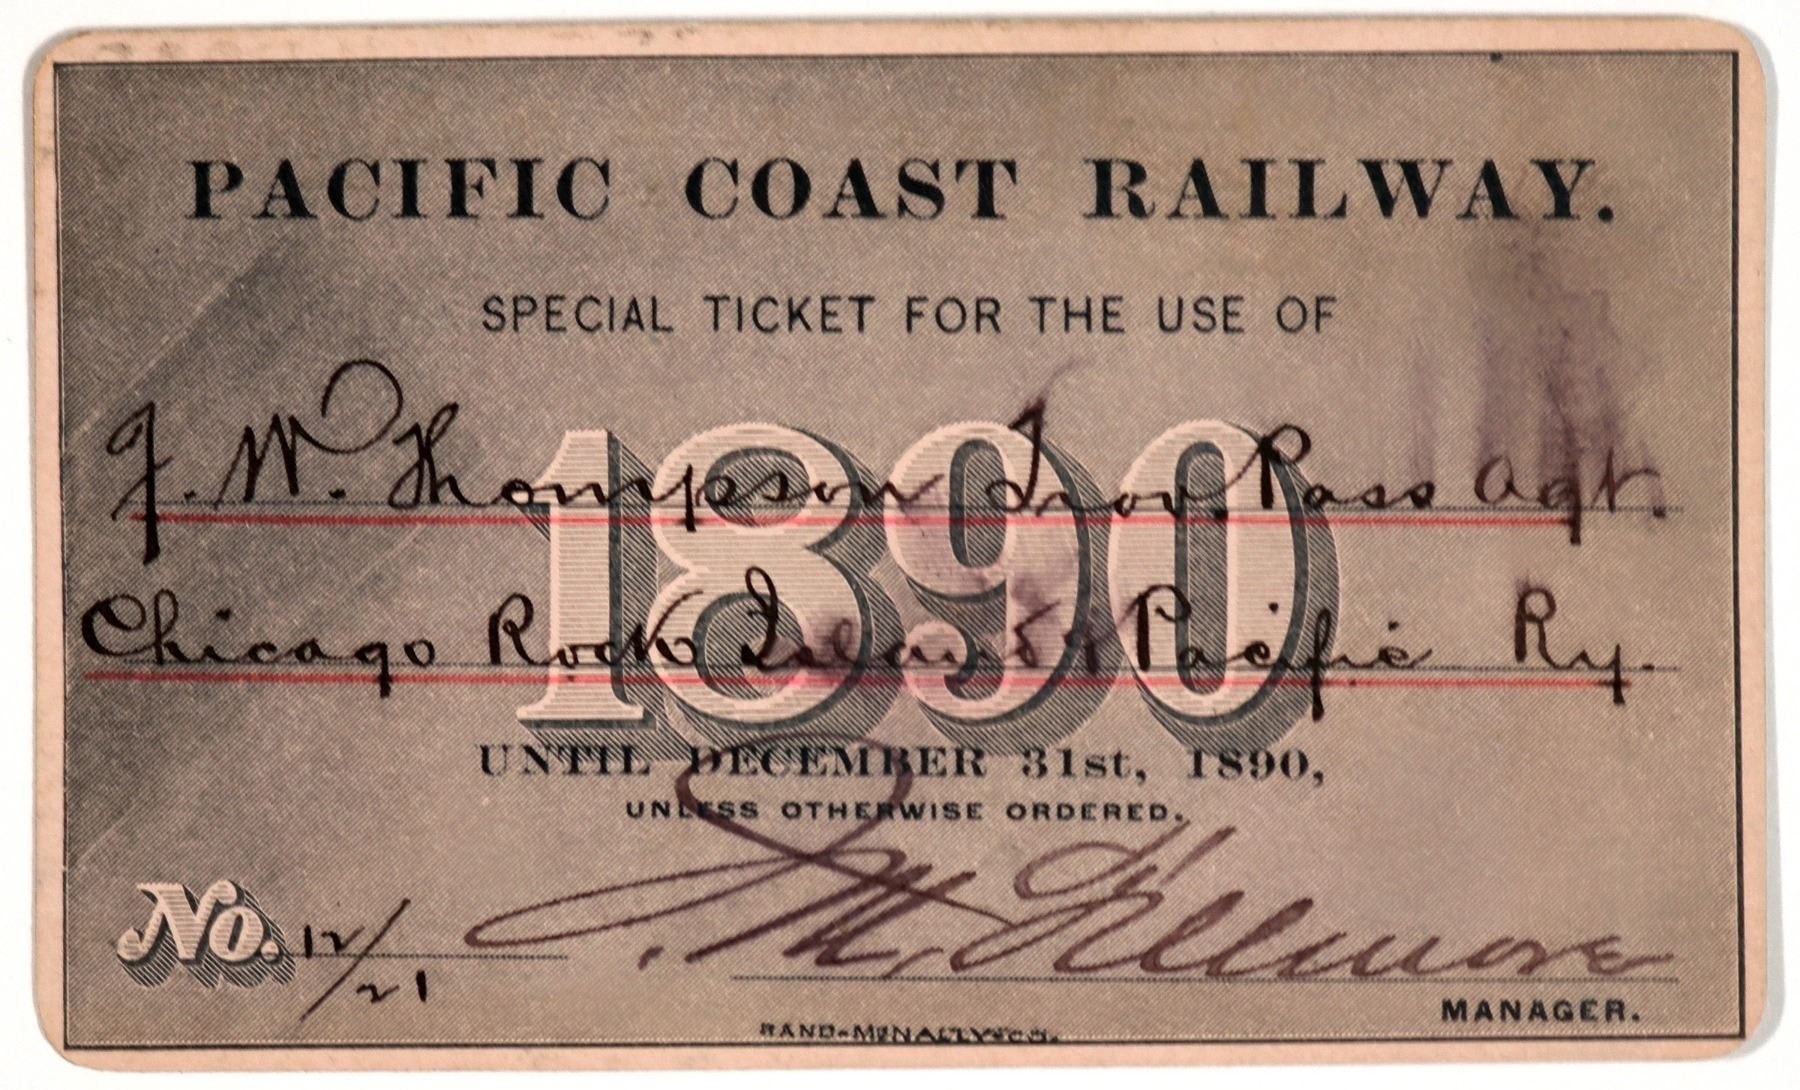 PACIFIC COAST RAILWAY.
SPECIAL TICKET FOR THE USE OF
F. W. Thompson Trav. Pass Agt.
1890
Chicago Rock Island & Pacific Ry.
UNTIL DECEMBER 31st, 1890,
UNLESS OTHERWISE ORDERED.
No. 12/21
Fillmore
MANAGER.
RAND-McNALLY & CO.